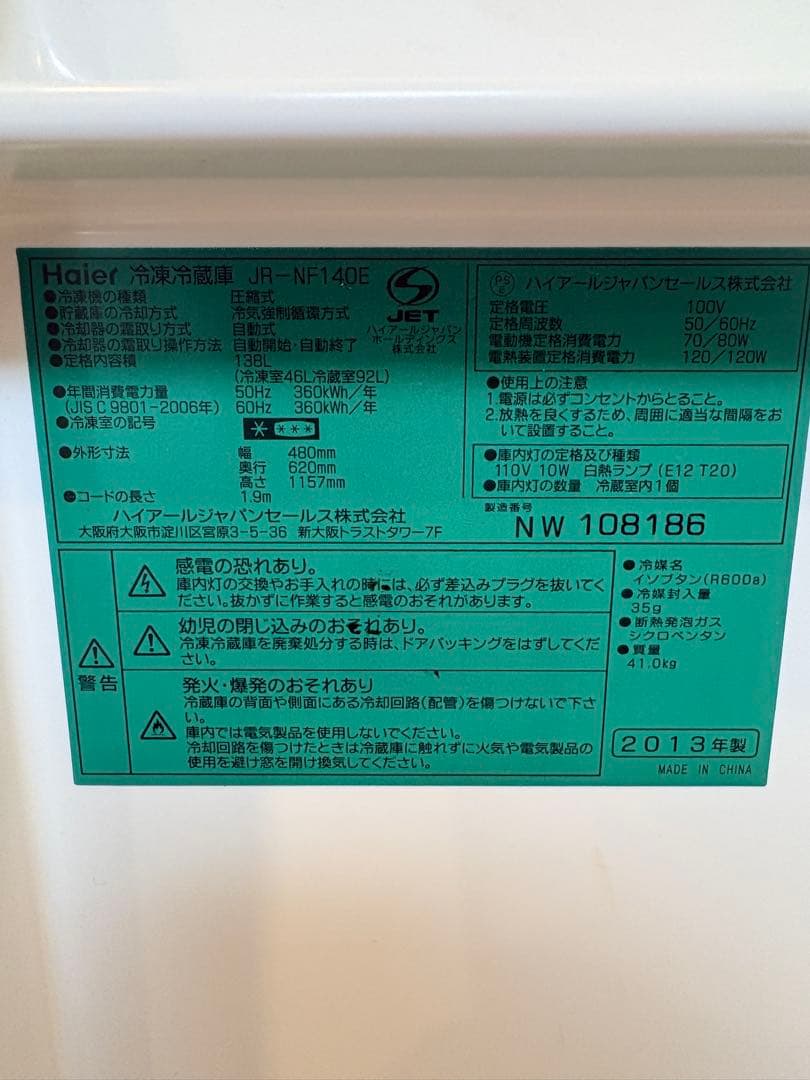 Haier 冷凍冷蔵庫 JR-NF140E
●冷凍機の種類 圧縮式
●貯蔵庫の冷却方式 冷気強制循環方式
●冷却器の霜取り方式 自動式
●冷却器の霜取り操作方法 自動開始・自動終了
●定格内容積 138L
(冷凍室46L冷蔵室92L)
●年間消費電力量 50Hz 360kWh/年
(JIS C 9801-2006年) 60Hz 360kWh/年
●冷凍室の記号
●外形寸法 幅 480mm
奥行 620mm
高さ 1157mm
●コードの長さ 1.9m
ハイアールジャパンセールス株式会社
大阪府大阪市淀川区宮原3-5-36 新大阪トラストタワー7F
JET
ハイアールジャパン
ホールディングス
株式会社
PS
E
ハイアールジャパンセールス株式会社
定格電圧 100V
定格周波数 50/60Hz
電動機定格消費電力 70/80W
電熱装置定格消費電力 120/120W
●使用上の注意
1.電源は必ずコンセントからとること。
2.放熱を良くするため、周囲に適当な間隔をお
いて設置すること。
●庫内灯の定格及び種類
110V 10W 白熱ランプ (E12 T20)
●庫内灯の数量 冷蔵室内1個
製造番号
NW 108186
警告
感電の恐れあり。
庫内灯の交換やお手入れの時には、必ず差込みプラグを抜いてく
ださい。抜かずに作業すると感電のおそれがあります。
幼児の閉じ込めのおそれあり。
冷凍冷蔵庫を廃棄処分する時は、ドアパッキングをはずしてくだ
さい。
発火・爆発のおそれあり
冷蔵庫の背面や側面にある冷却回路(配管)を傷つけないで下さ
い。
庫内では電気製品を使用しないでください。
冷却回路を傷つけたときは冷蔵庫に触れずに火気や電気製品の
使用を避け窓を開け換気してください。
●冷媒名
イソブタン(R600a)
●冷媒封入量
35g
●断熱発泡ガス
シクロペンタン
●質量
41.0kg
2013年製
MADE IN CHINA